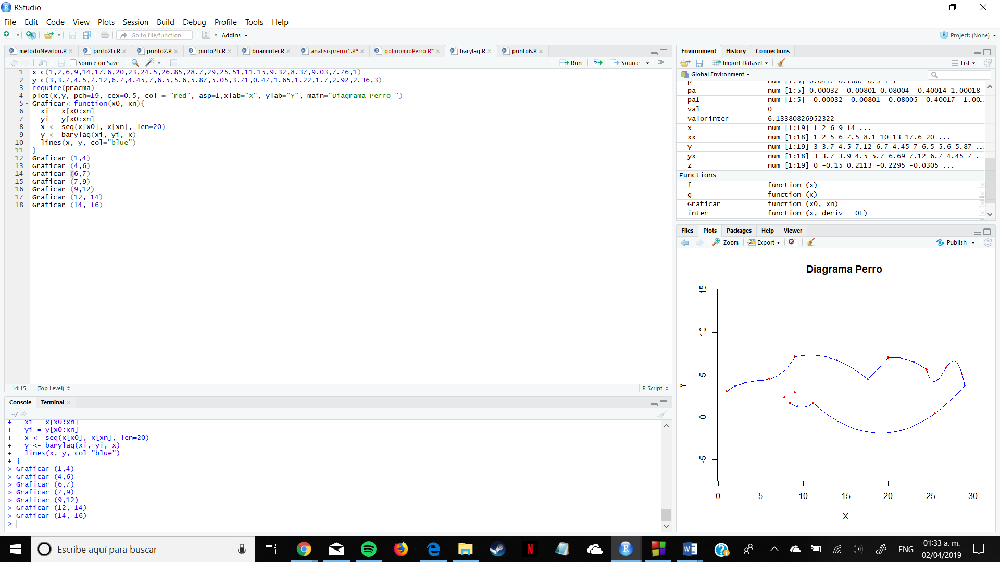 RStudio
File Edit Code View Plots Session Build Debug Profile Tools Help
Go to file/function Addins Project: (None)
metodoNewton.R pinto2Li.R punto2.R pinto2Li.R briaminter.R analisisprerro1.R* polinomioPerro.R* barylag.R punto6.R
Source on Save Run Source
1 x=c(1,2,6,9,14,17.6,20,23,24.5,26.85,28.7,29,25.51,11.15,9.32,8.37,9.03,7.76,1)
2 y=c(3,3.7,4.5,7.12,6.7,4.45,7,6.5,5.6,5.87,5.05,3.71,0.47,1.65,1.22,1.7,2.92,2.36,3)
3 require(pracma)
4 plot(x,y, pch=19, cex=0.5, col = "red", asp=1,xlab="X", ylab="Y", main="Diagrama Perro ")
5 Graficar<-function(x0, xn){
6 xi = x[x0:xn]
7 yi = y[x0:xn]
8 x <- seq(x[x0], x[xn], len=20)
9 y <- barylag(xi, yi, x)
10 lines(x, y, col="blue")
11 }
12 Graficar (1,4)
13 Graficar (4,6)
14 Graficar (6,7)
15 Graficar (7,9)
16 Graficar (9,12)
17 Graficar (12, 14)
18 Graficar (14, 16)
14:15 (Top Level) R Script
Console Terminal
~/
+ xi = x[x0:xn]
+ yi = y[x0:xn]
+ x <- seq(x[x0], x[xn], len=20)
+ y <- barylag(xi, yi, x)
+ lines(x, y, col="blue")
+ }
> Graficar (1,4)
> Graficar (4,6)
> Graficar (6,7)
> Graficar (7,9)
> Graficar (9,12)
> Graficar (12, 14)
> Graficar (14, 16)
>
Environment History Connections
Import Dataset List
Global Environment
p num [1:5] 0.0417 0.1667 0.5 1 1
pa num [1:5] 0.00032 -0.00801 0.08004 -0.40014 1.00018
pa1 num [1:5] -0.00032 -0.00801 -0.08005 -0.40017 -1.00...
val 0
valorinter 6.13380826952322
x num [1:19] 1 2 6 9 14 ...
xx num [1:18] 1 2 5 6 7.5 8.1 10 13 17.6 20 ...
y num [1:19] 3 3.7 4.5 7.12 6.7 4.45 7 6.5 5.6 5.87 ...
yx num [1:18] 3 3.7 3.9 4.5 5.7 6.69 7.12 6.7 4.45 7 ...
z num [1:19] 0 -0.15 0.2113 -0.2295 -0.0305 ...
Functions
f function (x)
g function (x)
Graficar function (x0, xn)
inter function (x, deriv = 0L)
Files Plots Packages Help Viewer
Zoom Export Publish
Diagrama Perro
15
10
5
0
-5
Y
0 5 10 15 20 25 30
X
Escribe aquí para buscar
ENG 01:33 a. m.
02/04/2019